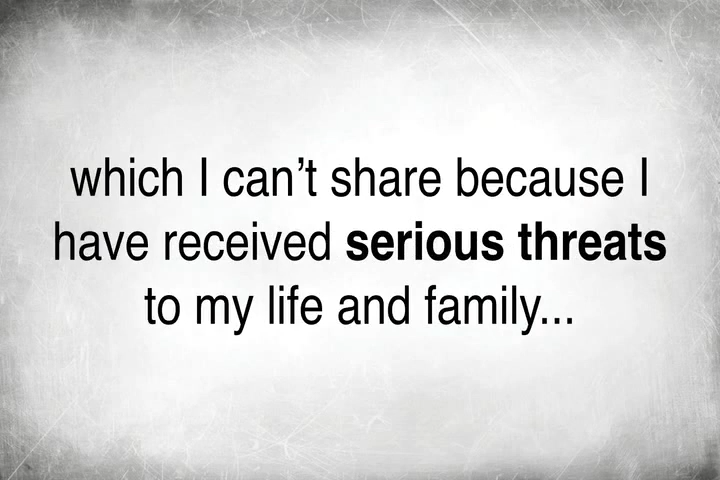 which I can’t share because I
have received serious threats
to my life and family...